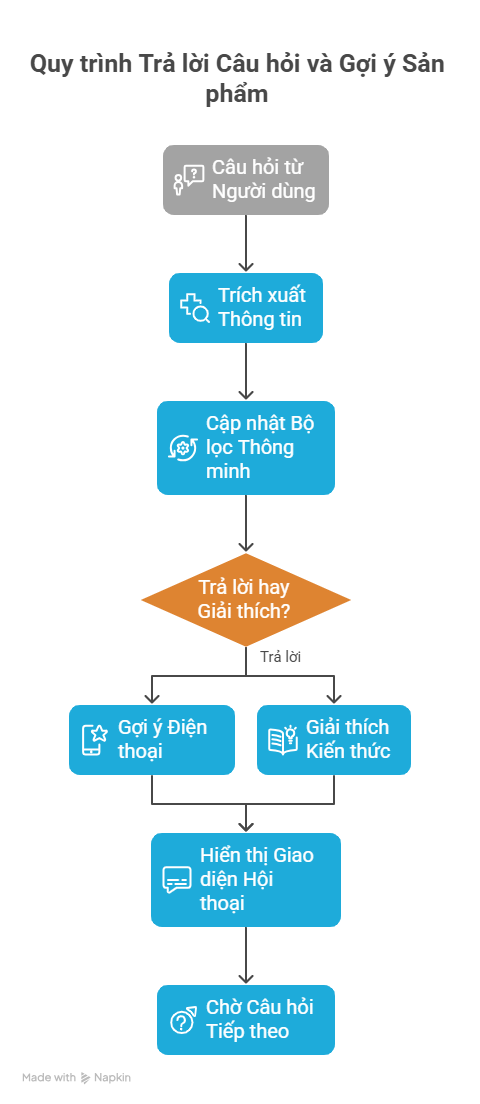 Quy trình Trả lời Câu hỏi và Gợi ý Sản
phẩm
Câu hỏi từ
Người dùng
Trích xuất
Thông tin
Cập nhật Bộ
lọc Thông
minh
Trả lời hay
Giải thích?
Trả lời
Gợi ý Điện
thoại
Giải thích
Kiến thức
Hiển thị Giao
diện Hội
thoại
Chờ Câu hỏi
Tiếp theo
Made with Napkin